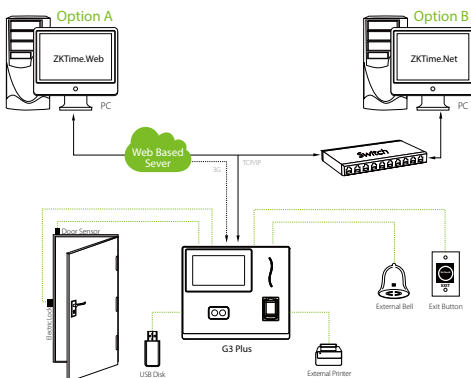 Option A
Option B
ZKTime.Web
ZKTime.Net
PC
PC
Web Based
Sever
Switch
3G
TCP/IP
Door Sensor
Electric Lock
External Bell
Exit Button
EXIT
G3 Plus
USB Disk
External Printer